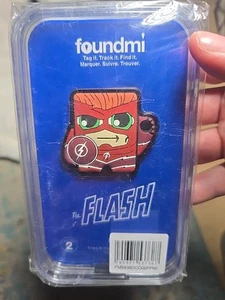 foundmi
Tag it. Track it. Find it.
Marquer. Suivre. Trouver.
The FLASH
2